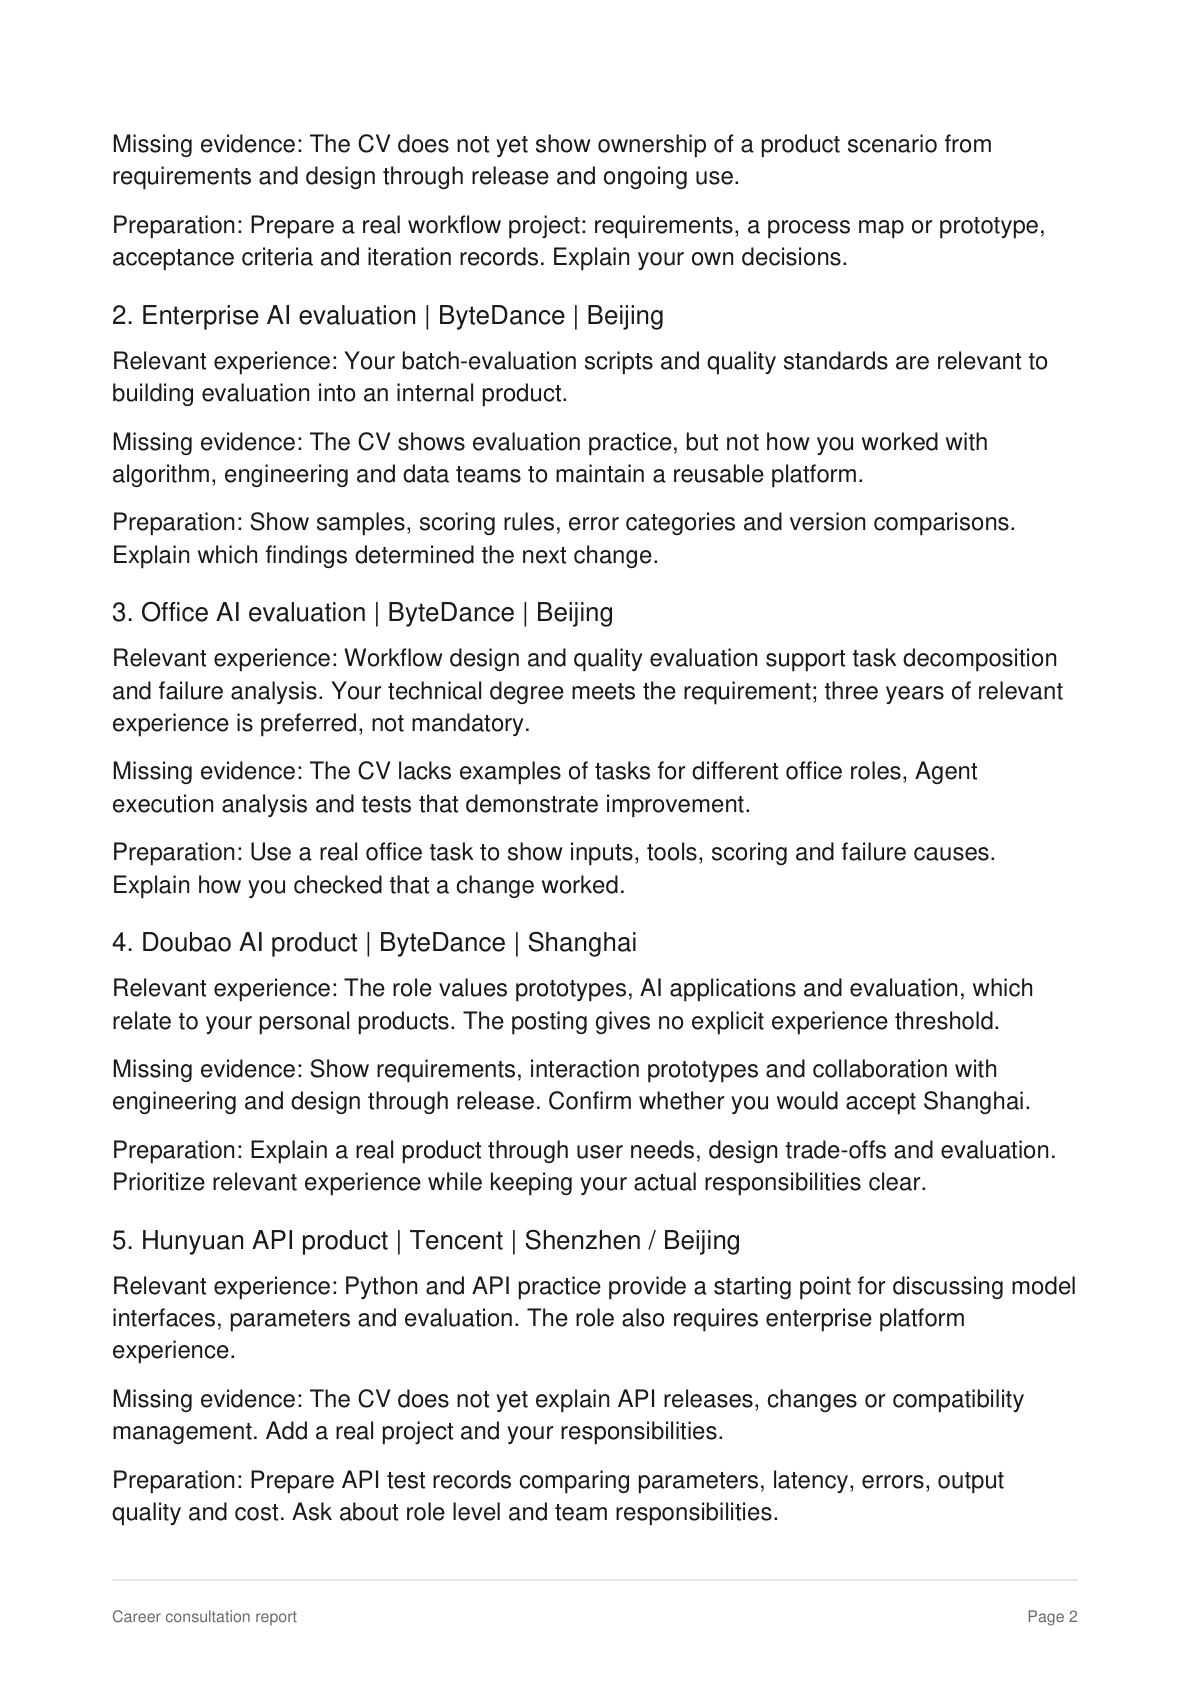 Missing evidence: The CV does not yet show ownership of a product scenario from
requirements and design through release and ongoing use.
Preparation: Prepare a real workflow project: requirements, a process map or prototype,
acceptance criteria and iteration records. Explain your own decisions.
2. Enterprise AI evaluation | ByteDance | Beijing
Relevant experience: Your batch-evaluation scripts and quality standards are relevant to
building evaluation into an internal product.
Missing evidence: The CV shows evaluation practice, but not how you worked with
algorithm, engineering and data teams to maintain a reusable platform.
Preparation: Show samples, scoring rules, error categories and version comparisons.
Explain which findings determined the next change.
3. Office AI evaluation | ByteDance | Beijing
Relevant experience: Workflow design and quality evaluation support task decomposition
and failure analysis. Your technical degree meets the requirement; three years of relevant
experience is preferred, not mandatory.
Missing evidence: The CV lacks examples of tasks for different office roles, Agent
execution analysis and tests that demonstrate improvement.
Preparation: Use a real office task to show inputs, tools, scoring and failure causes.
Explain how you checked that a change worked.
4. Doubao AI product | ByteDance | Shanghai
Relevant experience: The role values prototypes, AI applications and evaluation, which
relate to your personal products. The posting gives no explicit experience threshold.
Missing evidence: Show requirements, interaction prototypes and collaboration with
engineering and design through release. Confirm whether you would accept Shanghai.
Preparation: Explain a real product through user needs, design trade-offs and evaluation.
Prioritize relevant experience while keeping your actual responsibilities clear.
5. Hunyuan API product | Tencent | Shenzhen / Beijing
Relevant experience: Python and API practice provide a starting point for discussing model
interfaces, parameters and evaluation. The role also requires enterprise platform
experience.
Missing evidence: The CV does not yet explain API releases, changes or compatibility
management. Add a real project and your responsibilities.
Preparation: Prepare API test records comparing parameters, latency, errors, output
quality and cost. Ask about role level and team responsibilities.
Career consultation report
Page 2